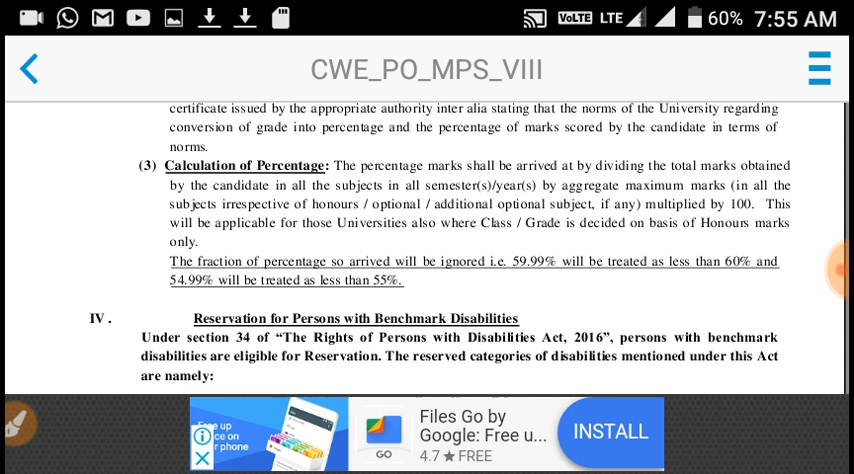 VoLTE LTE 60% 7:55 AM
CWE_PO_MPS_VIII
certificate issued by the appropriate authority inter alia stating that the norms of the University regarding
conversion of grade into percentage and the percentage of marks scored by the candidate in terms of
norms.
(3) Calculation of Percentage: The percentage marks shall be arrived at by dividing the total marks obtained
by the candidate in all the subjects in all semester(s)/year(s) by aggregate maximum marks (in all the
subjects irrespective of honours / optional / additional optional subject, if any) multiplied by 100. This
will be applicable for those Universities also where Class / Grade is decided on basis of Honours marks
only.
The fraction of percentage so arrived will be ignored i.e. 59.99% will be treated as less than 60% and
54.99% will be treated as less than 55%.
IV . Reservation for Persons with Benchmark Disabilities
Under section 34 of “The Rights of Persons with Disabilities Act, 2016”, persons with benchmark
disabilities are eligible for Reservation. The reserved categories of disabilities mentioned under this Act
are namely:
up
ce on
r phone
GO
Files Go by
Google: Free u...
4.7 ★ FREE
INSTALL